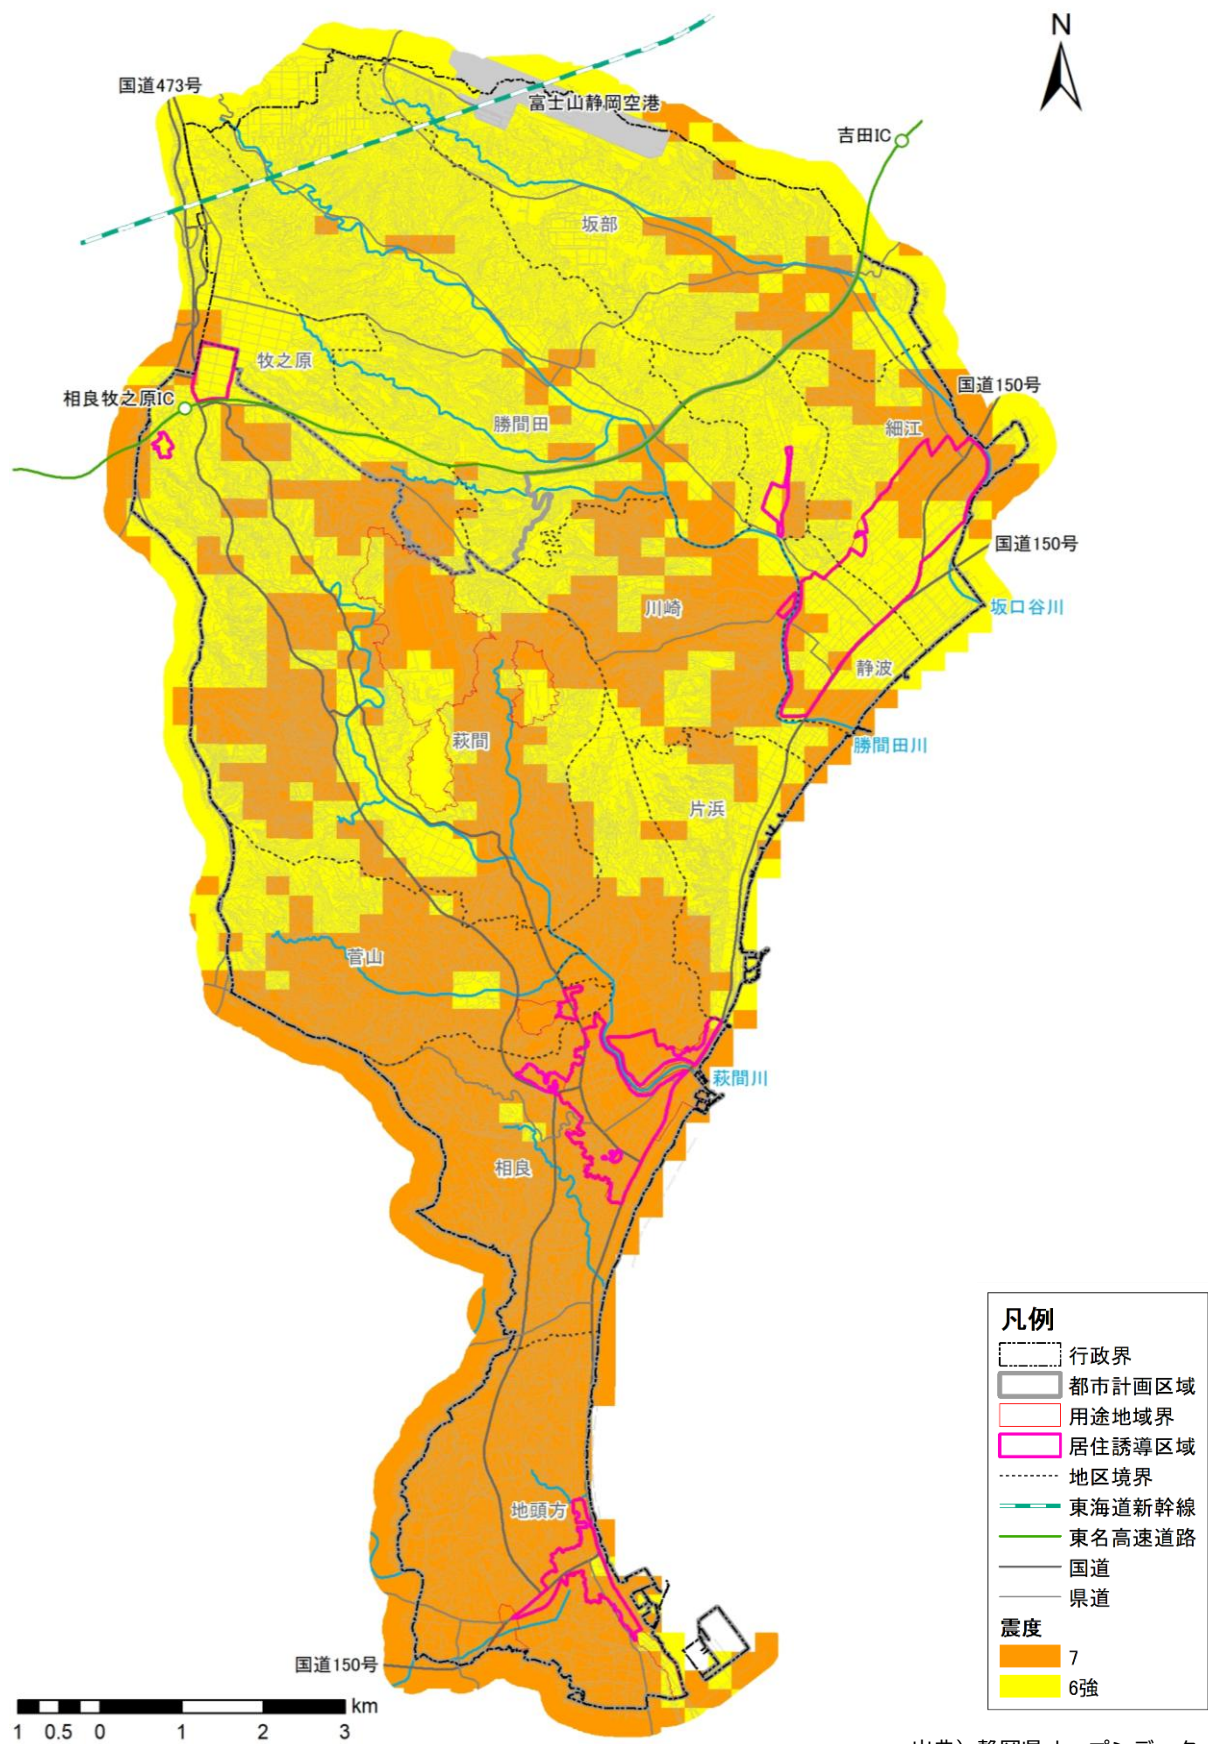 N
国道473号
富士山静岡空港
吉田IC
坂部
牧之原
相良牧之原IC
国道150号
勝間田
細江
国道150号
川崎
坂口谷川
静波
萩間
勝間田川
片浜
菅山
萩間川
相良
地頭方
国道150号
凡例
行政界
都市計画区域
用途地域界
居住誘導区域
地区境界
東海道新幹線
東名高速道路
国道
県道
震度
7
6強
km
1 0.5 0 1 2 3